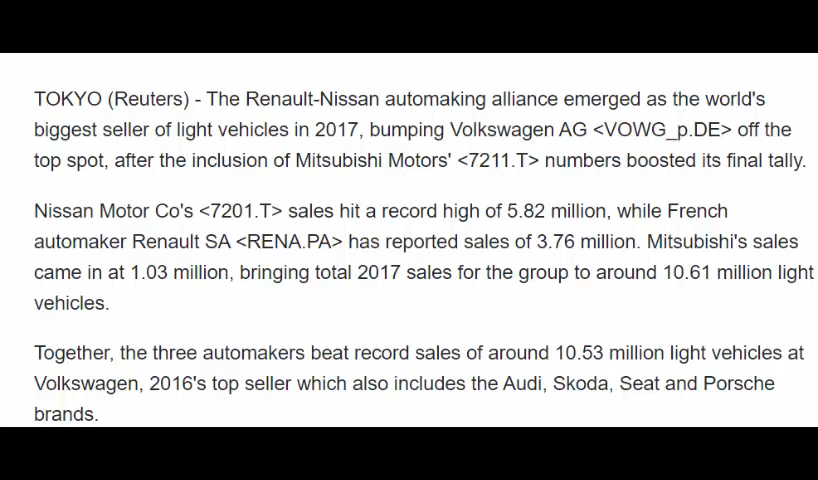 TOKYO (Reuters) - The Renault-Nissan automaking alliance emerged as the world's
biggest seller of light vehicles in 2017, bumping Volkswagen AG <VOWG_p.DE> off the
top spot, after the inclusion of Mitsubishi Motors' <7211.T> numbers boosted its final tally.
Nissan Motor Co's <7201.T> sales hit a record high of 5.82 million, while French
automaker Renault SA <RENA.PA> has reported sales of 3.76 million. Mitsubishi's sales
came in at 1.03 million, bringing total 2017 sales for the group to around 10.61 million light
vehicles.
Together, the three automakers beat record sales of around 10.53 million light vehicles at
Volkswagen, 2016's top seller which also includes the Audi, Skoda, Seat and Porsche
brands.